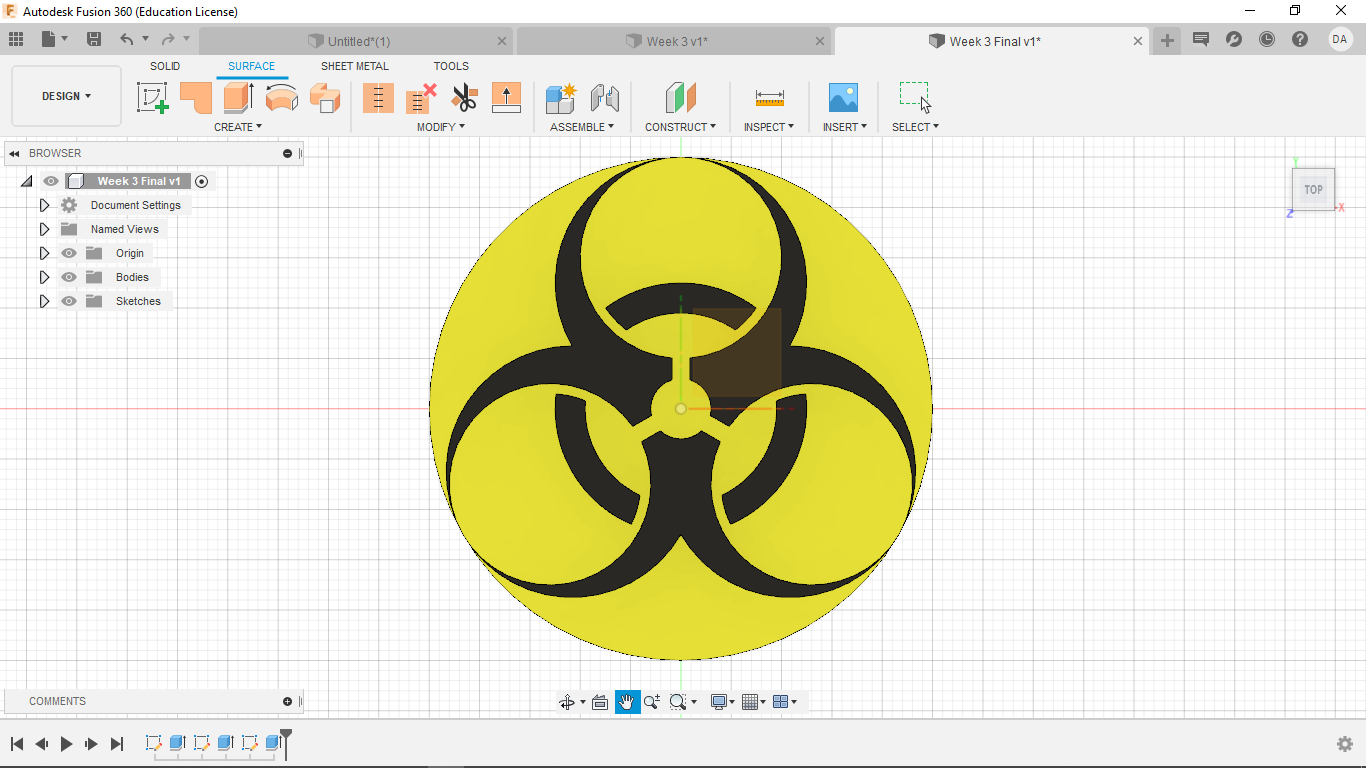 Autodesk Fusion 360 (Education License)
Untitled*(1)
Week 3 v1*
Week 3 Final v1*
DA
SOLID SURFACE SHEET METAL TOOLS
DESIGN
CREATE MODIFY ASSEMBLE CONSTRUCT INSPECT INSERT SELECT
BROWSER
Week 3 Final v1
Document Settings
Named Views
Origin
Bodies
Sketches
Y
TOP
Z X
COMMENTS